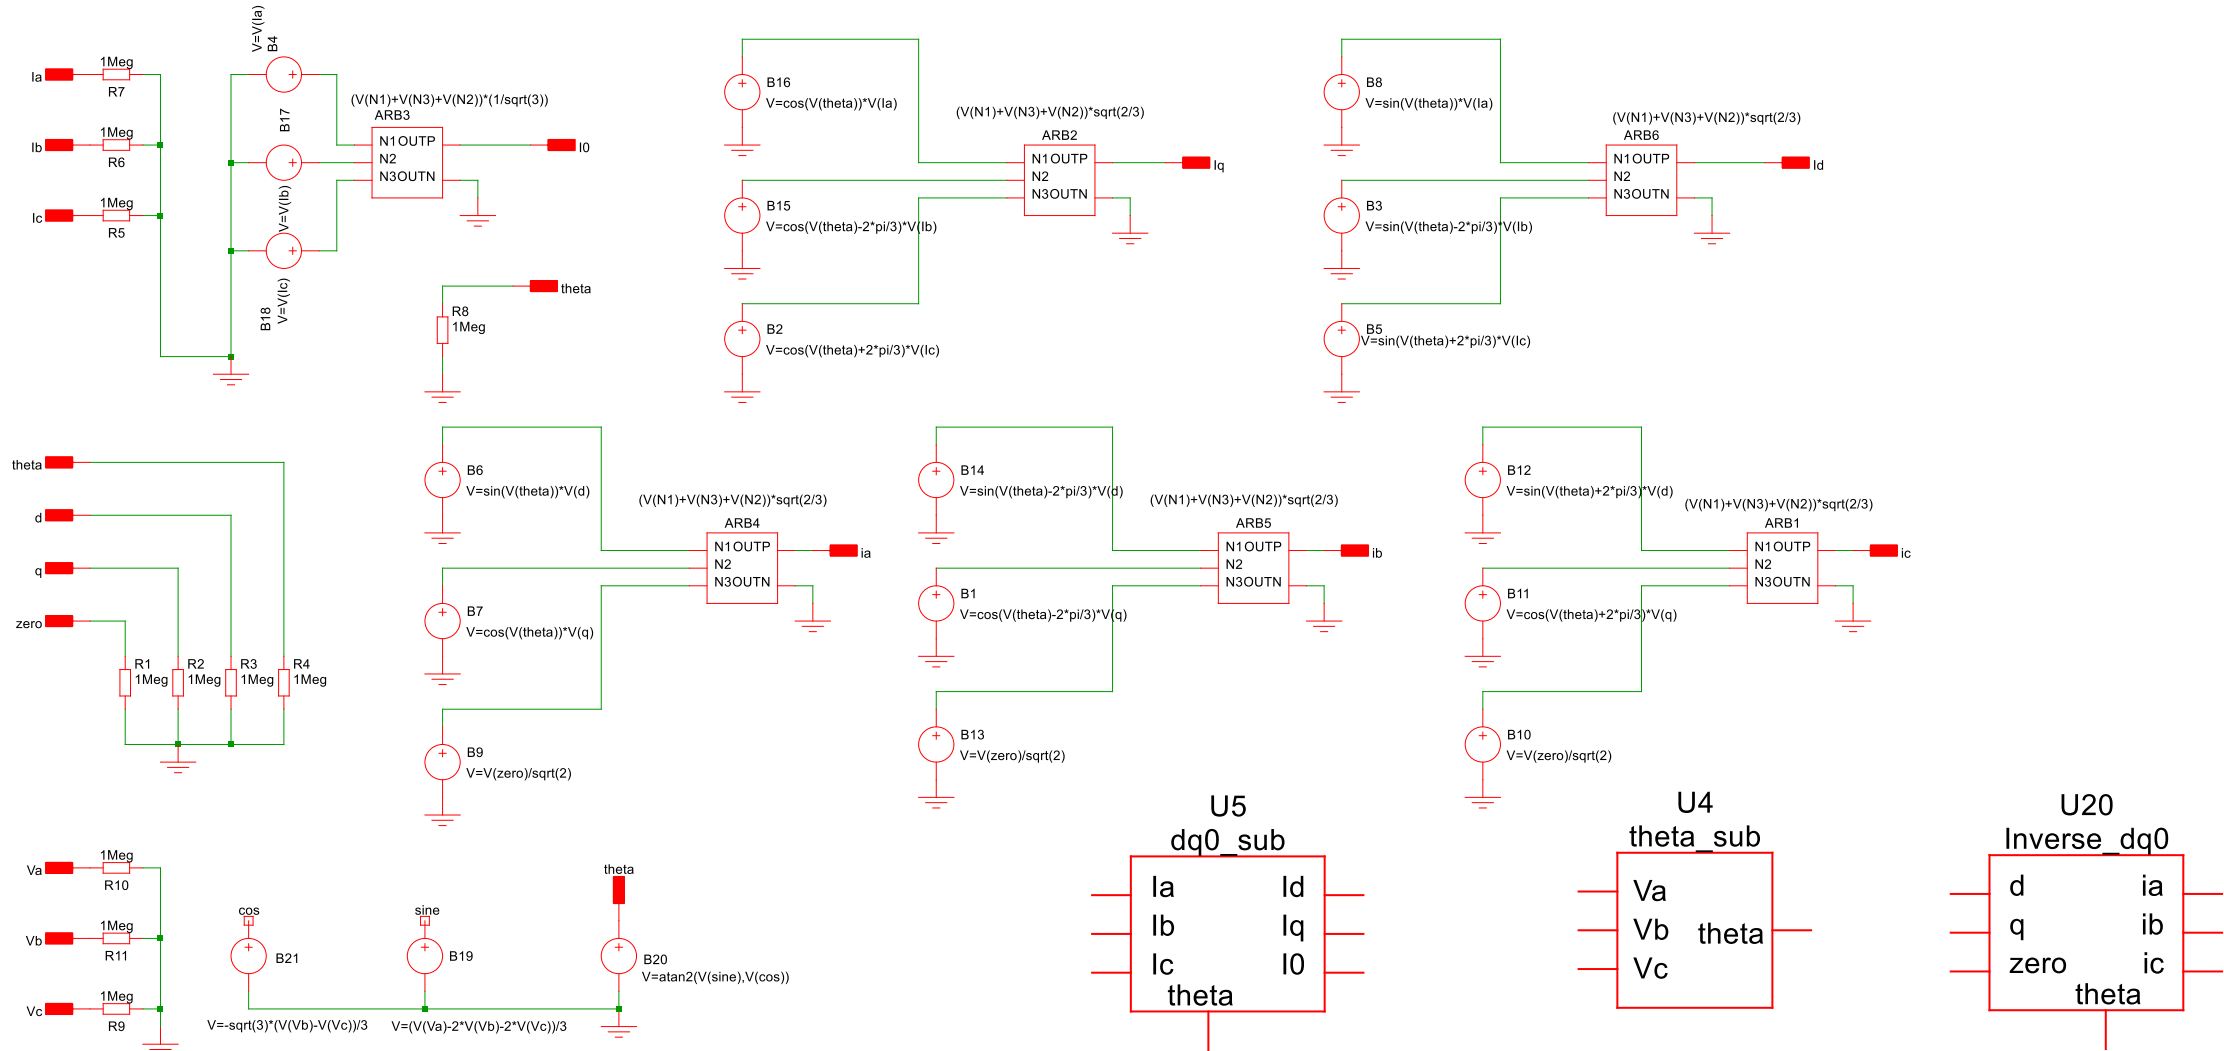 Ia
1Meg
R7
Ib
1Meg
R6
Ic
1Meg
R5
V=V(Ia)
B4
B17
V=V(Ib)
B18
V=V(Ic)
(V(N1)+V(N3)+V(N2))*(1/sqrt(3))
ARB3
N1OUTP
N2
N3OUTN
I0
theta
R8
1Meg
B16
V=cos(V(theta))*V(Ia)
B15
V=cos(V(theta)-2*pi/3)*V(Ib)
B2
V=cos(V(theta)+2*pi/3)*V(Ic)
(V(N1)+V(N3)+V(N2))*sqrt(2/3)
ARB2
N1OUTP
N2
N3OUTN
Iq
B8
V=sin(V(theta))*V(Ia)
B3
V=sin(V(theta)-2*pi/3)*V(Ib)
B5
V=sin(V(theta)+2*pi/3)*V(Ic)
(V(N1)+V(N3)+V(N2))*sqrt(2/3)
ARB6
N1OUTP
N2
N3OUTN
Id
theta
d
q
zero
R1
1Meg
R2
1Meg
R3
1Meg
R4
1Meg
B6
V=sin(V(theta))*V(d)
B7
V=cos(V(theta))*V(q)
B9
V=V(zero)/sqrt(2)
(V(N1)+V(N3)+V(N2))*sqrt(2/3)
ARB4
N1OUTP
N2
N3OUTN
ia
B14
V=sin(V(theta)-2*pi/3)*V(d)
B1
V=cos(V(theta)-2*pi/3)*V(q)
B13
V=V(zero)/sqrt(2)
(V(N1)+V(N3)+V(N2))*sqrt(2/3)
ARB5
N1OUTP
N2
N3OUTN
ib
B12
V=sin(V(theta)+2*pi/3)*V(d)
B11
V=cos(V(theta)+2*pi/3)*V(q)
B10
V=V(zero)/sqrt(2)
(V(N1)+V(N3)+V(N2))*sqrt(2/3)
ARB1
N1OUTP
N2
N3OUTN
ic
Va
1Meg
R10
Vb
1Meg
R11
Vc
1Meg
R9
cos
B21
V=-sqrt(3)*(V(Vb)-V(Vc))/3
sine
B19
V=(V(Va)-2*V(Vb)-2*V(Vc))/3
theta
B20
V=atan2(V(sine),V(cos))
U5
dq0_sub
Ia Id
Ib Iq
Ic I0
theta
U4
theta_sub
Va
Vb theta
Vc
U20
Inverse_dq0
d ia
q ib
zero ic
theta